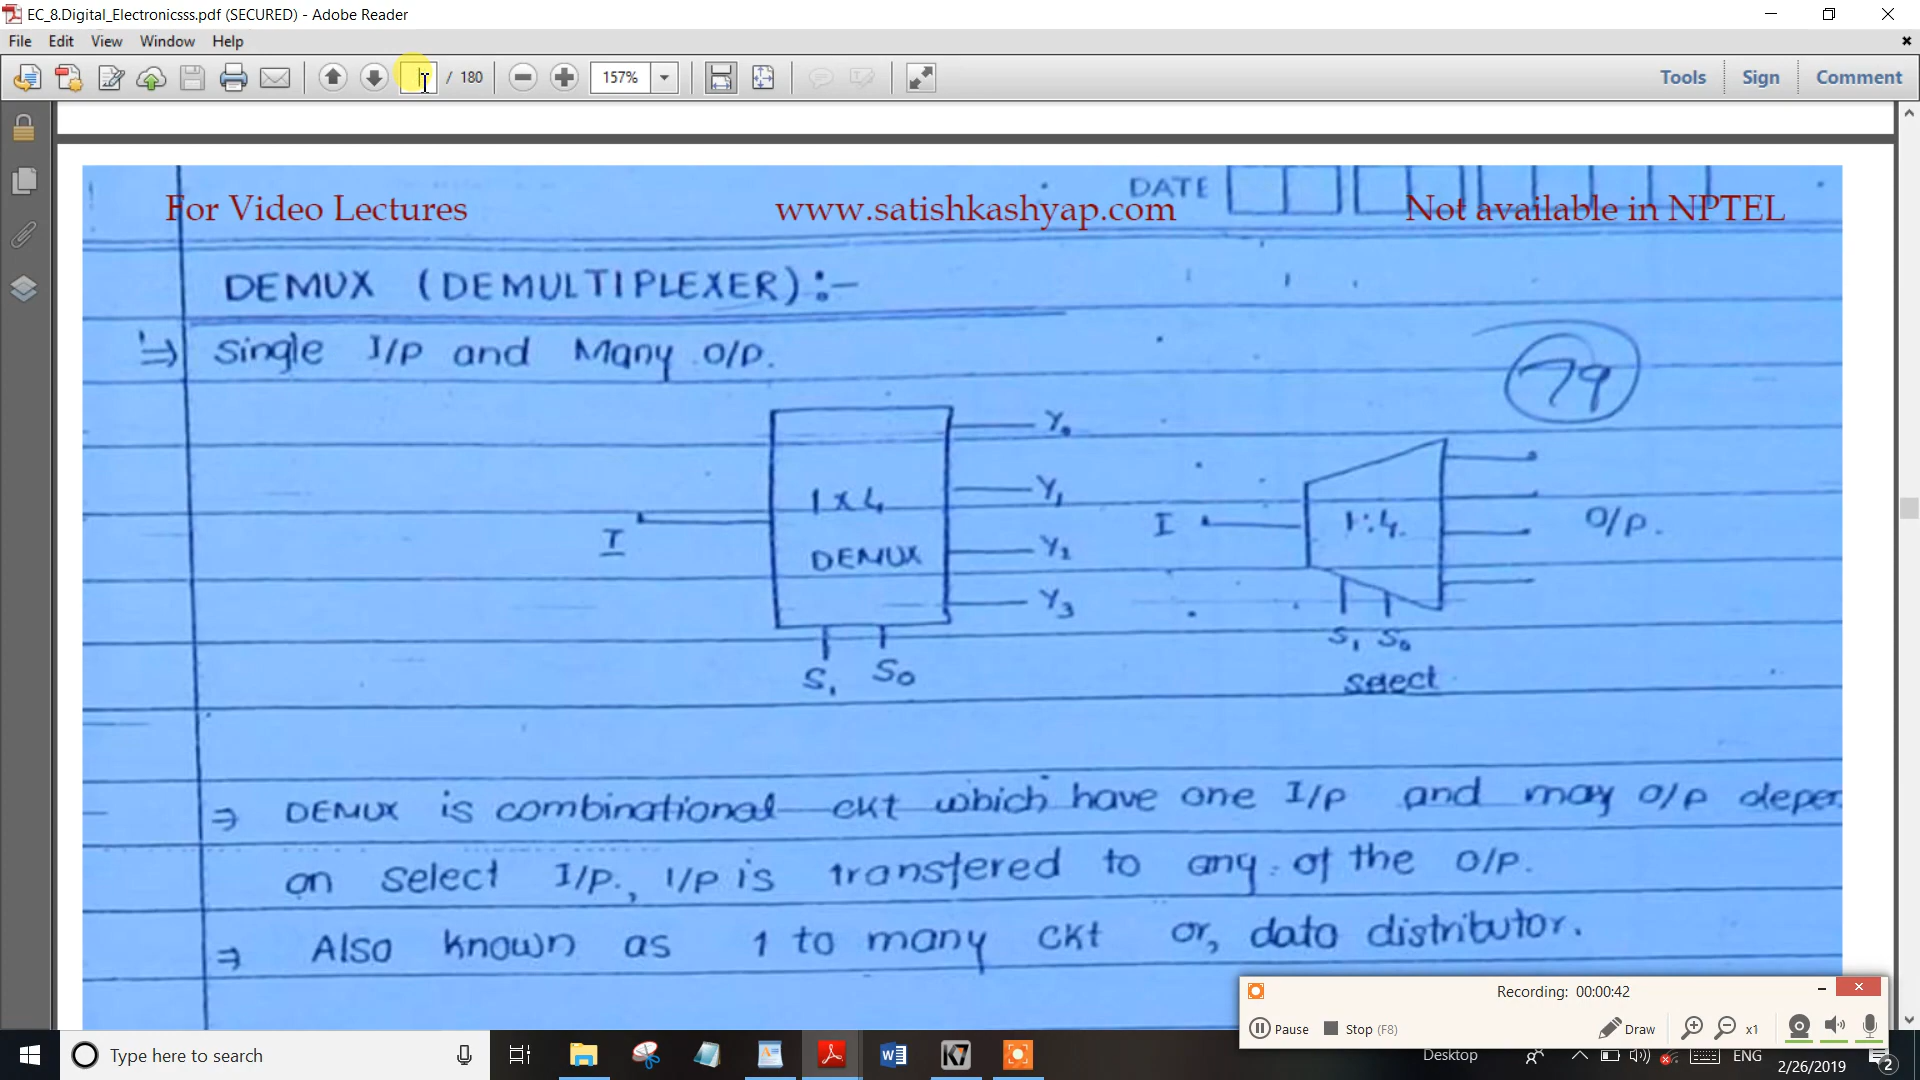 EC_8.Digital_Electronicsss.pdf (SECURED) - Adobe Reader
File Edit View Window Help
/ 180 157% Tools Sign Comment
DATE
For Video Lectures www.satishkashyap.com Not available in NPTEL
DEMUX (DEMULTIPLEXER):-
⇒ Single I/P and Many O/P.
79
Y0
Y1
Y2
Y3
I
1x4
DEMUX
S1 S0
I
1:4.
O/P.
S1 S0
Select
⇒ DEMUX is combinational ckt which have one I/P and may O/P depen
on select I/P., I/P is transfered to any of the O/P.
⇒ Also known as 1 to many ckt or, data distributor.
Recording: 00:00:42
Pause Stop (F8) Draw x1
Type here to search
Desktop ENG
2/26/2019
2